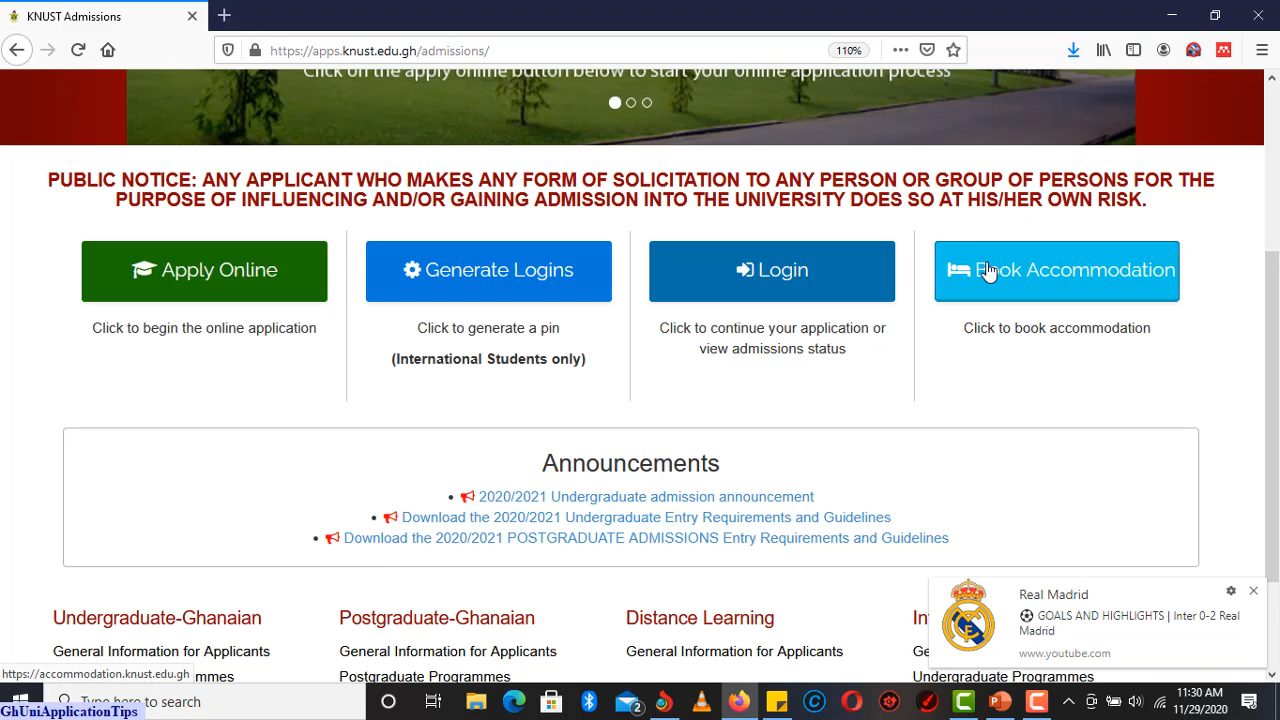 KNUST Admissions
https://apps.knust.edu.gh/admissions/
110%
Click on the apply online button below to start your online application process
PUBLIC NOTICE: ANY APPLICANT WHO MAKES ANY FORM OF SOLICITATION TO ANY PERSON OR GROUP OF PERSONS FOR THE
PURPOSE OF INFLUENCING AND/OR GAINING ADMISSION INTO THE UNIVERSITY DOES SO AT HIS/HER OWN RISK.
Apply Online
Click to begin the online application
Generate Logins
Click to generate a pin
(International Students only)
Login
Click to continue your application or
view admissions status
Book Accommodation
Click to book accommodation
Announcements
• 2020/2021 Undergraduate admission announcement
• Download the 2020/2021 Undergraduate Entry Requirements and Guidelines
• Download the 2020/2021 POSTGRADUATE ADMISSIONS Entry Requirements and Guidelines
Undergraduate-Ghanaian
General Information for Applicants
Postgraduate-Ghanaian
General Information for Applicants
Postgraduate Programmes
Distance Learning
General Information for Applicants
Undergraduate Programmes
Real Madrid
GOALS AND HIGHLIGHTS | Inter 0-2 Real
Madrid
www.youtube.com
https://accommodation.knust.edu.gh
Type here to search
GhUniApplicationTips
2
11:30 AM
11/29/2020